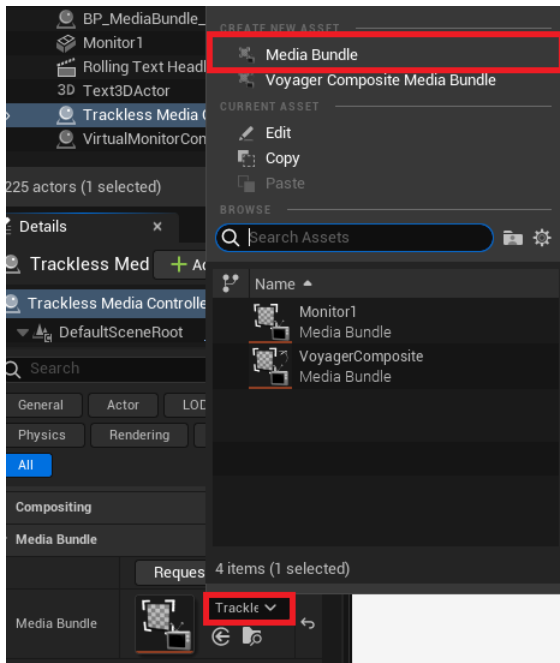 BP_MediaBundle_
Monitor1
Rolling Text Headl
3D Text3DActor
Trackless Media C
VirtualMonitorCon
225 actors (1 selected)
Details
Trackless Med + Ad
Trackless Media Controlle
DefaultSceneRoot
Search
General Actor LOD
Physics Rendering
All
Compositing
Media Bundle
Reques
Media Bundle
Trackle
CREATE NEW ASSET
Media Bundle
Voyager Composite Media Bundle
CURRENT ASSET
Edit
Copy
Paste
BROWSE
Search Assets
Name
Monitor1
Media Bundle
VoyagerComposite
Media Bundle
4 items (1 selected)